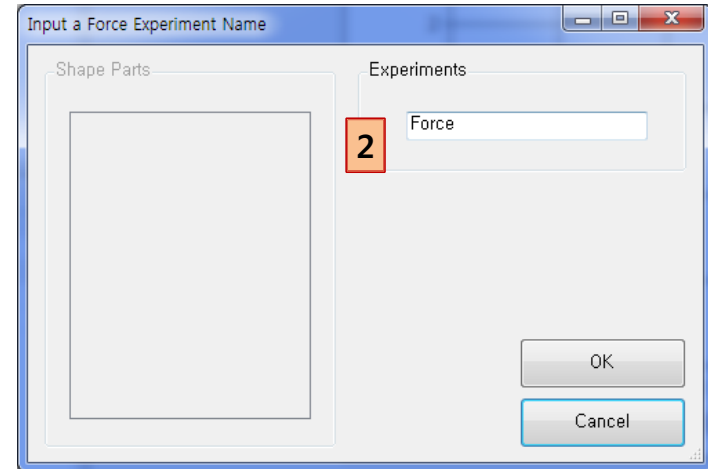 Input a Force Experiment Name
Shape Parts
Experiments
Force
2
OK
Cancel